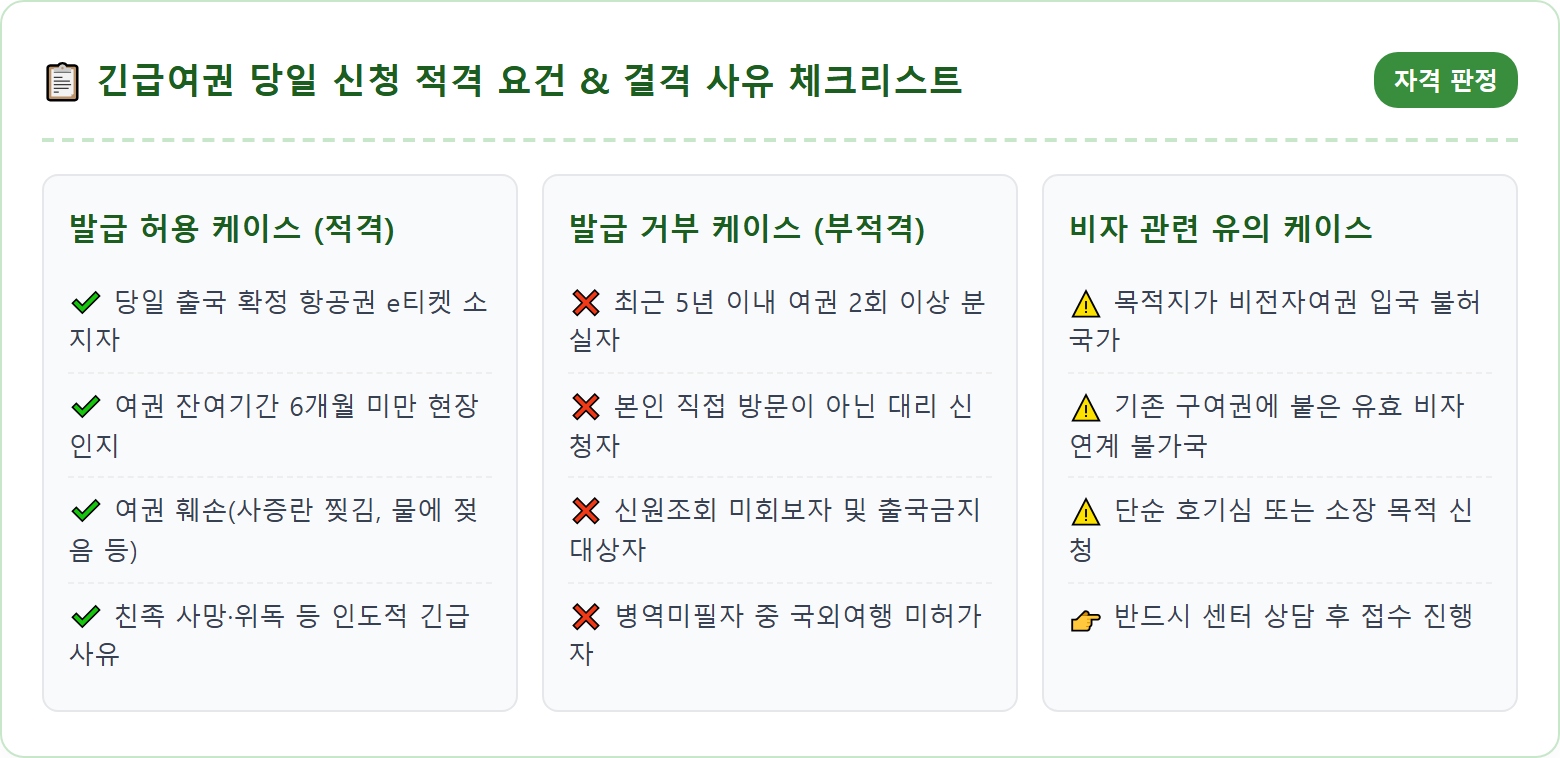 📋 긴급여권 당일 신청 적격 요건 & 결격 사유 체크리스트
자격 판정
발급 허용 케이스 (적격)
✔ 당일 출국 확정 항공권 e티켓 소
지자
✔ 여권 잔여기간 6개월 미만 현장
인지
✔ 여권 훼손(사증란 찢김, 물에 젖
음 등)
✔ 친족 사망·위독 등 인도적 긴급
사유
발급 거부 케이스 (부적격)
❌ 최근 5년 이내 여권 2회 이상 분
실자
❌ 본인 직접 방문이 아닌 대리 신
청자
❌ 신원조회 미회보자 및 출국금지
대상자
❌ 병역미필자 중 국외여행 미허가
자
비자 관련 유의 케이스
⚠ 목적지가 비전자여권 입국 불허
국가
⚠ 기존 구여권에 붙은 유효 비자
연계 불가국
⚠ 단순 호기심 또는 소장 목적 신
청
👉 반드시 센터 상담 후 접수 진행